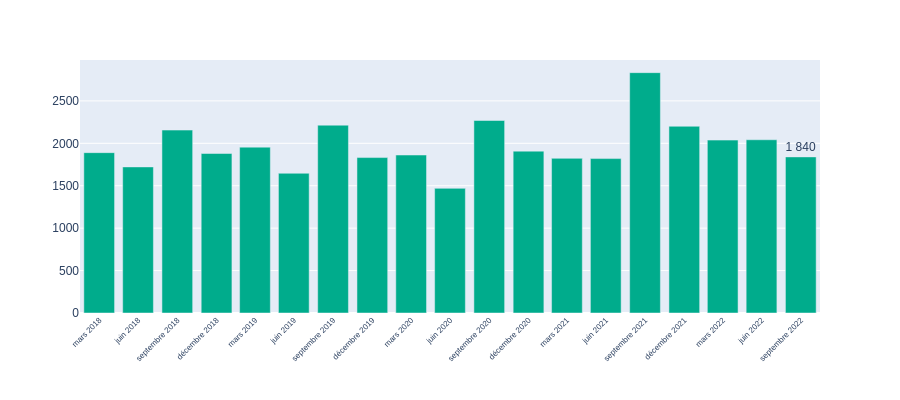 2500
2000
1500
1000
500
0
1 840
mars 2018
juin 2018
septembre 2018
décembre 2018
mars 2019
juin 2019
septembre 2019
décembre 2019
mars 2020
juin 2020
septembre 2020
décembre 2020
mars 2021
juin 2021
septembre 2021
décembre 2021
mars 2022
juin 2022
septembre 2022